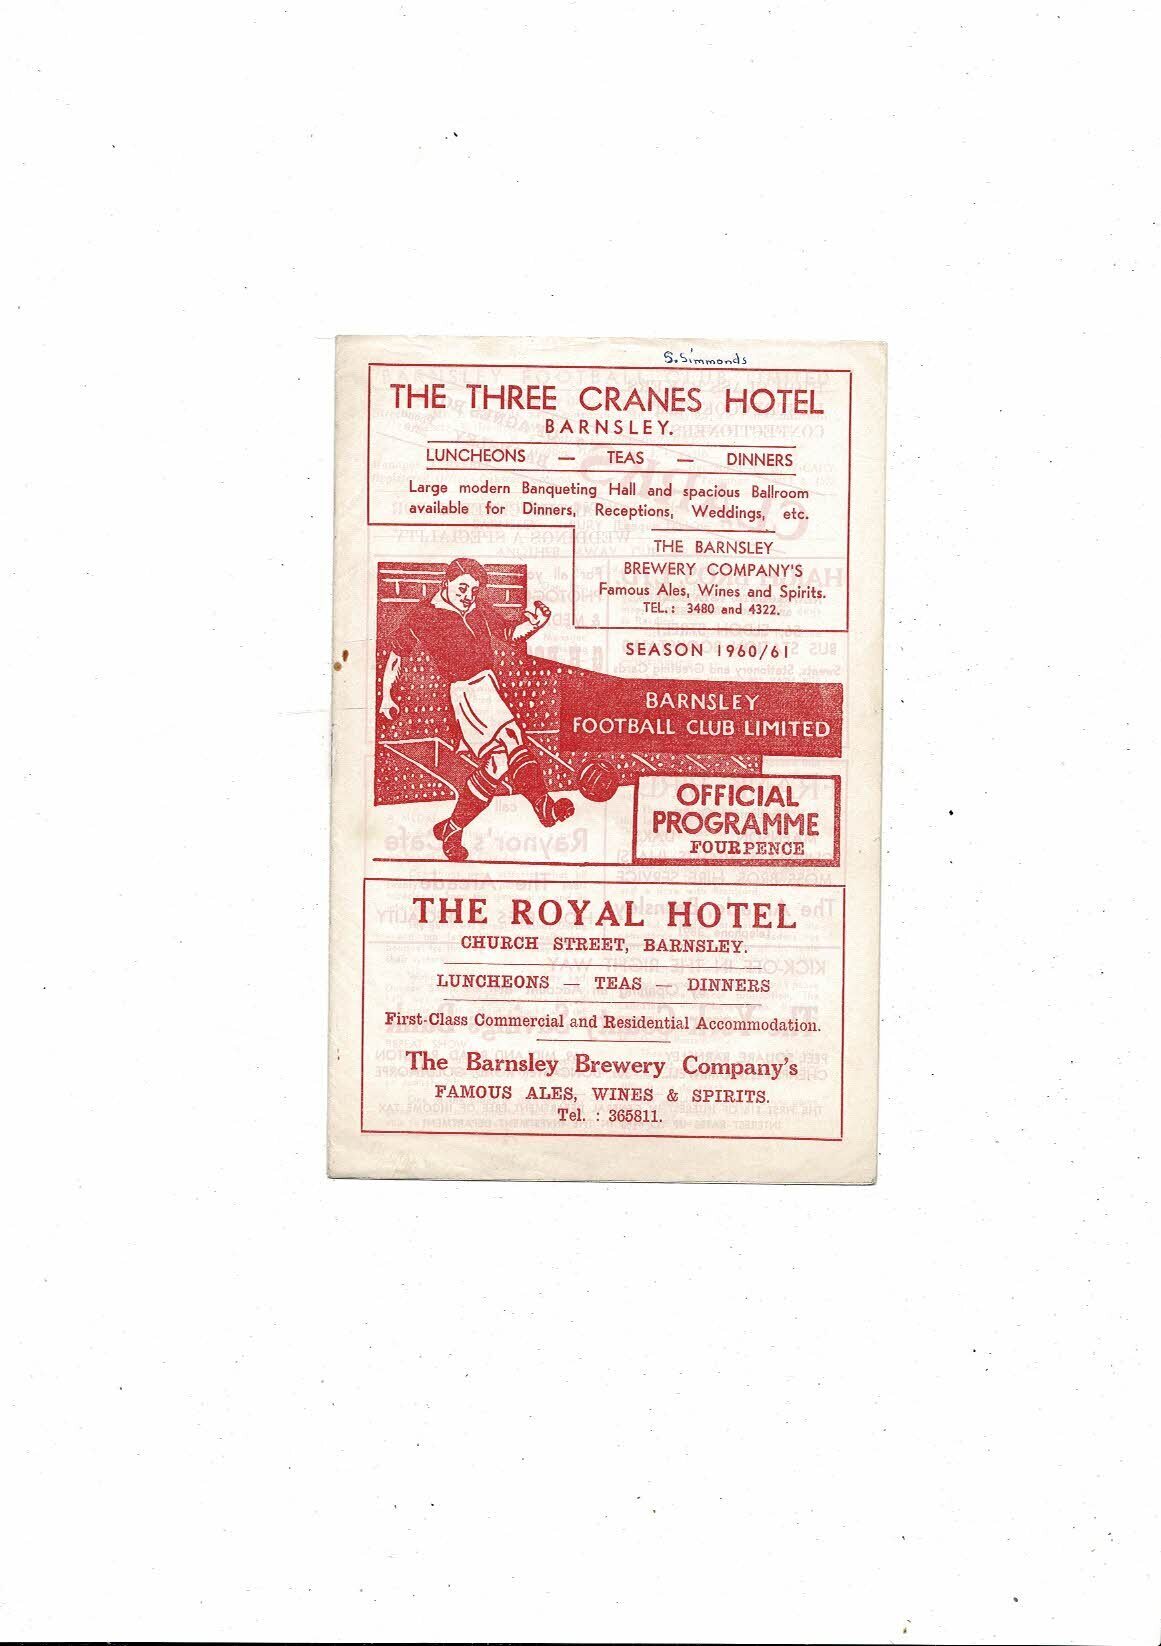 S. Simmonds
THE THREE CRANES HOTEL
BARNSLEY.
LUNCHEONS — TEAS — DINNERS
Large modern Banqueting Hall and spacious Ballroom
available for Dinners, Receptions, Weddings, etc.
THE BARNSLEY
BREWERY COMPANY'S
Famous Ales, Wines and Spirits.
TEL.: 3480 and 4322.
SEASON 1960/61
BARNSLEY
FOOTBALL CLUB LIMITED
OFFICIAL
PROGRAMME
FOURPENCE
THE ROYAL HOTEL
CHURCH STREET, BARNSLEY.
LUNCHEONS — TEAS — DINNERS
First-Class Commercial and Residential Accommodation.
The Barnsley Brewery Company's
FAMOUS ALES, WINES & SPIRITS.
Tel. : 365811.